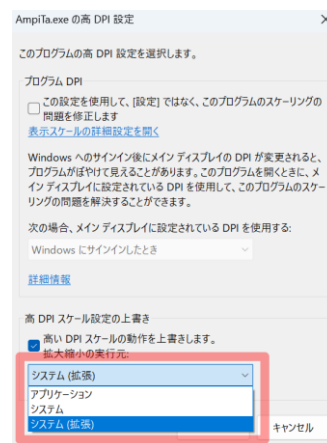 AmpiTa.exe の高 DPI 設定
このプログラムの高 DPI 設定を選択します。
プログラム DPI
この設定を使用して、[設定] ではなく、このプログラムのスケーリングの
問題を修正します
表示スケールの詳細設定を開く
Windows へのサインイン後にメイン ディスプレイの DPI が変更されると、
プログラムがぼやけて見えることがあります。このプログラムを開くときに、メ
イン ディスプレイに設定されている DPI を使用して、このプログラムのスケー
リングの問題を解決することができます。
次の場合、メイン ディスプレイに設定されている DPI を使用する:
Windows にサインインしたとき
詳細情報
高 DPI スケール設定の上書き
高い DPI スケールの動作を上書きします。
拡大縮小の実行元:
システム (拡張)
アプリケーション
システム
システム (拡張)
キャンセル